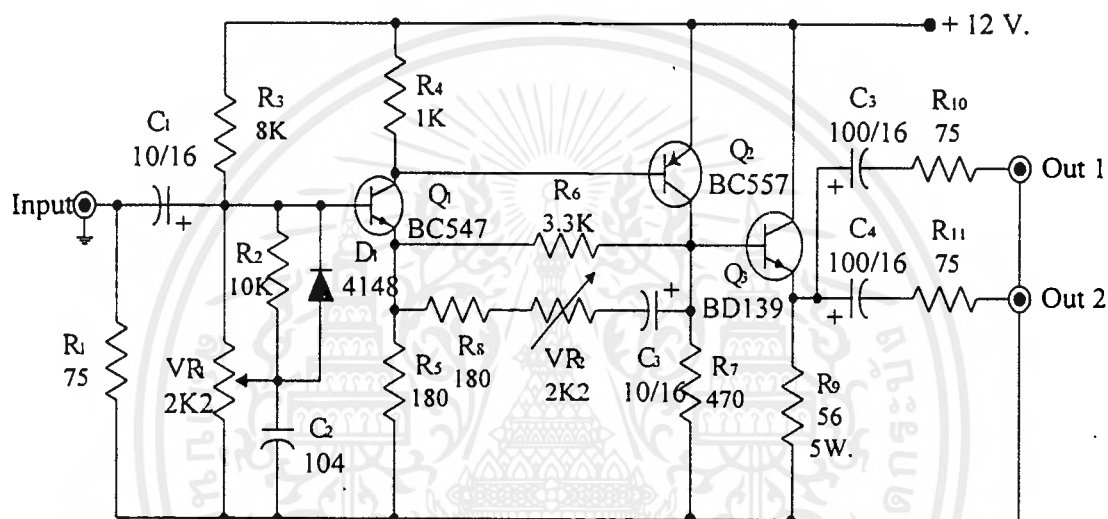 + 12 V.
R3
8K
R4
1K
C1
10/16
C3
100/16
R10
75
Q2
BC557
Out 1
Input
Q1
BC547
R6
3.3K
R2
10K
D1
4148
Q3
BD139
C4
100/16
R11
75
Out 2
R1
75
VR1
2K2
R8
180
VR2
2K2
C3
10/16
R5
180
R7
470
R9
56
5W.
C2
104